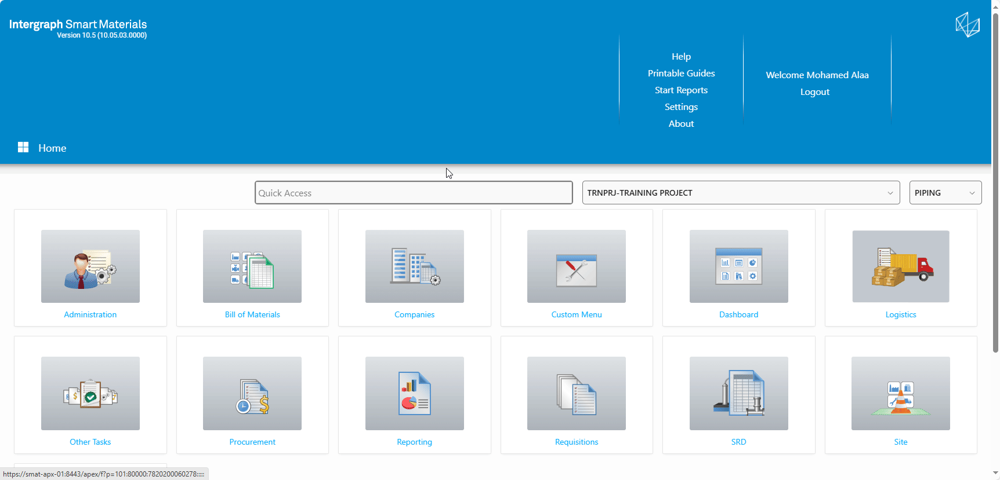 Intergraph Smart Materials
Version 10.5 (10.05.03.0000)
Help
Printable Guides
Start Reports
Settings
About
Welcome Mohamed Alaa
Logout
Home
Quick Access
TRNPRJ-TRAINING PROJECT
PIPING
Administration
Bill of Materials
Companies
Custom Menu
Dashboard
Logistics
Other Tasks
Procurement
Reporting
Requisitions
SRD
Site
https://smat-apx-01:8443/apex/f?p=101:80000:7820200060278:::::